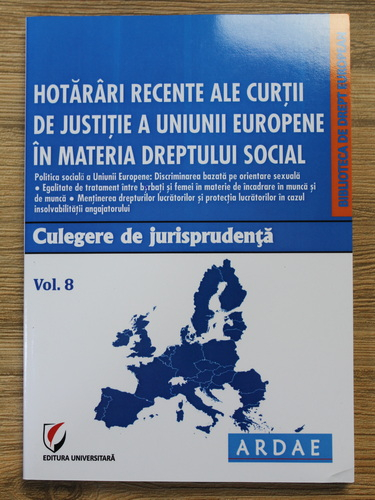 HOTĂRÂRI RECENTE ALE CURȚII
DE JUSTIȚIE A UNIUNII EUROPENE
ÎN MATERIA DREPTULUI SOCIAL
Politica socială a Uniunii Europene: Discriminarea bazată pe orientare sexuală
• Egalitate de tratament între b,rbați și femei în materie de încadrare în muncă și
de muncă • Menținerea drepturilor lucrătorilor și protecția lucrătorilor în cazul
insolvabilității angajatorului
Culegere de jurisprudență
Vol. 8
EDITURA UNIVERSITARĂ
ARDAE
BIBLIOTECA DE DREPT